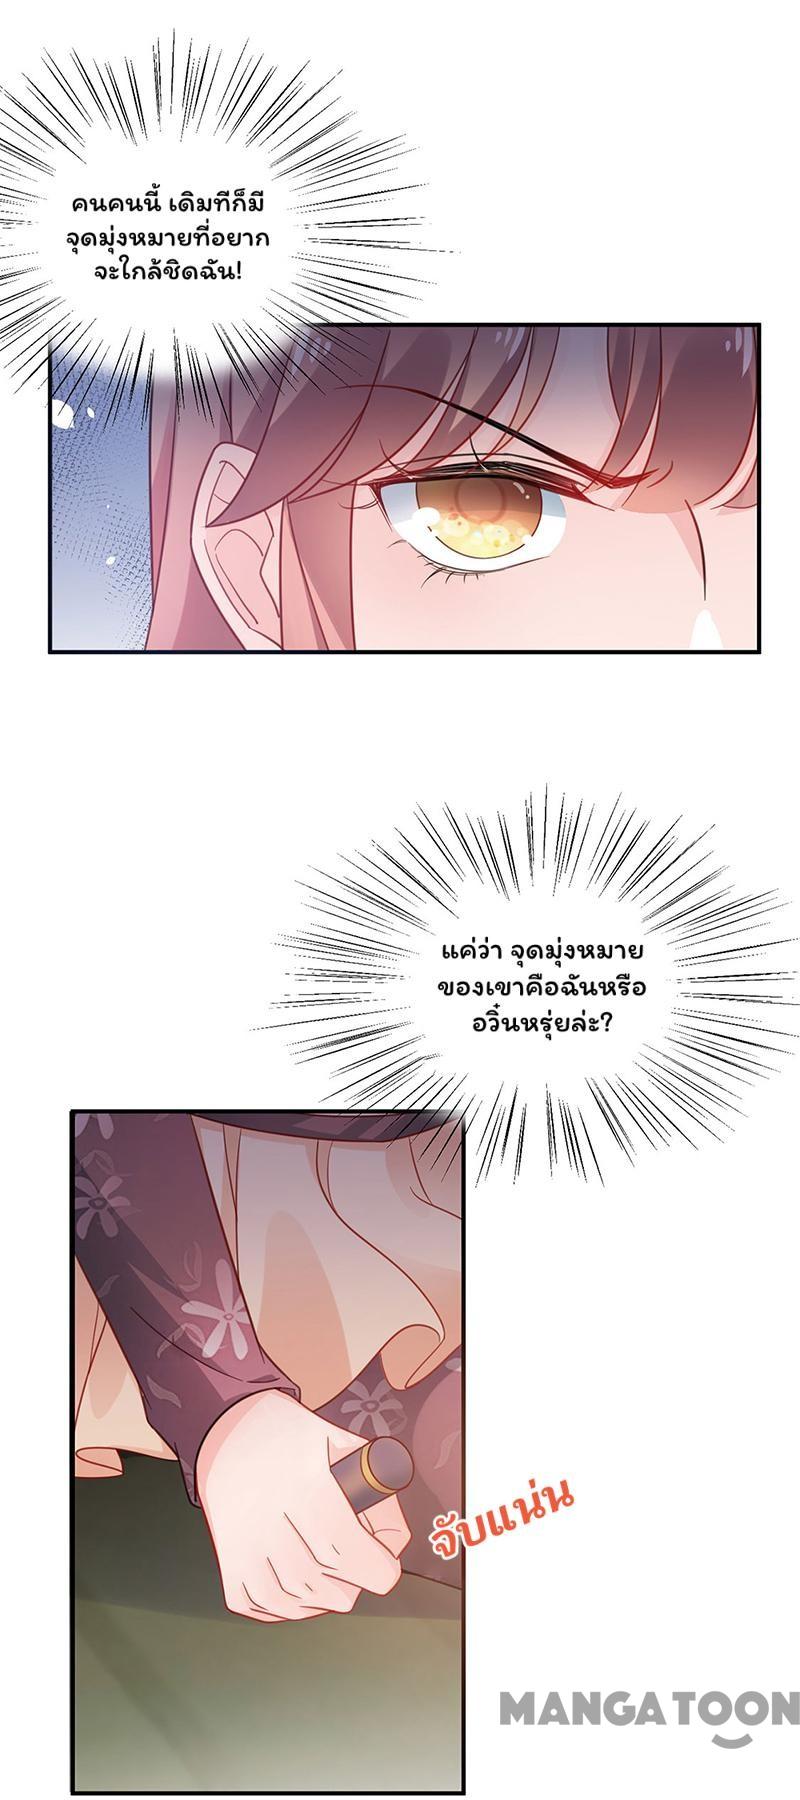 คนคนนี้ เดิมทีก็มี
จุดมุ่งหมายที่อยาก
จะใกล้ชิดฉัน!
แค่ว่า จุดมุ่งหมาย
ของเขาคือฉันหรือ
อวิ๋นหรุ่ยล่ะ?
จับแน่น
MANGATOON